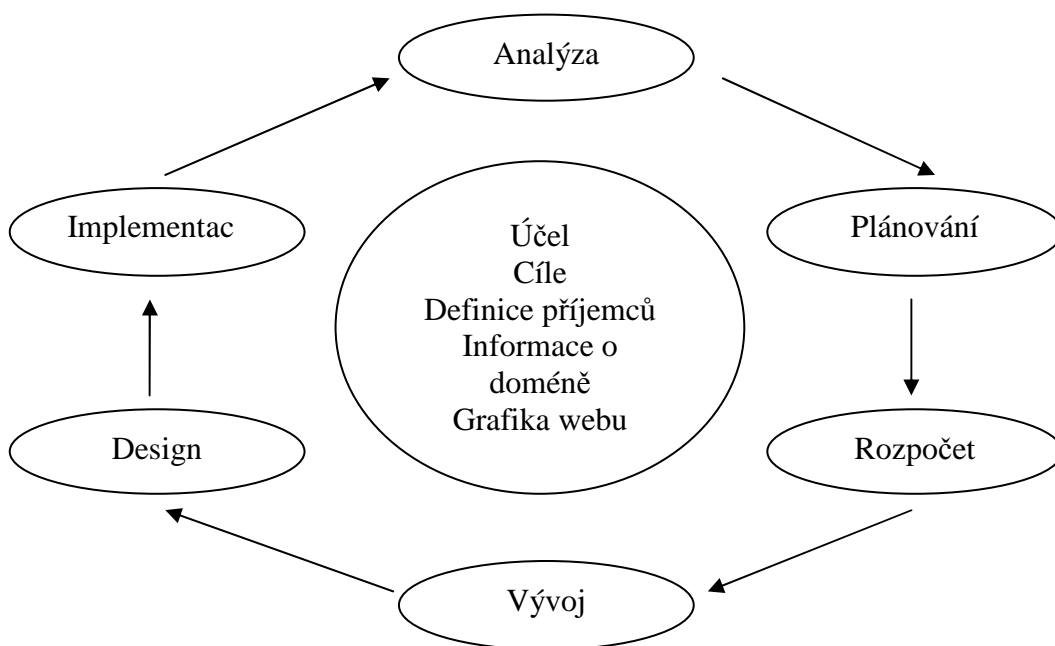 Analýza
Implementac
Plánování
Účel
Cíle
Definice příjemců
Informace o
doméně
Grafika webu
Design
Rozpočet
Vývoj